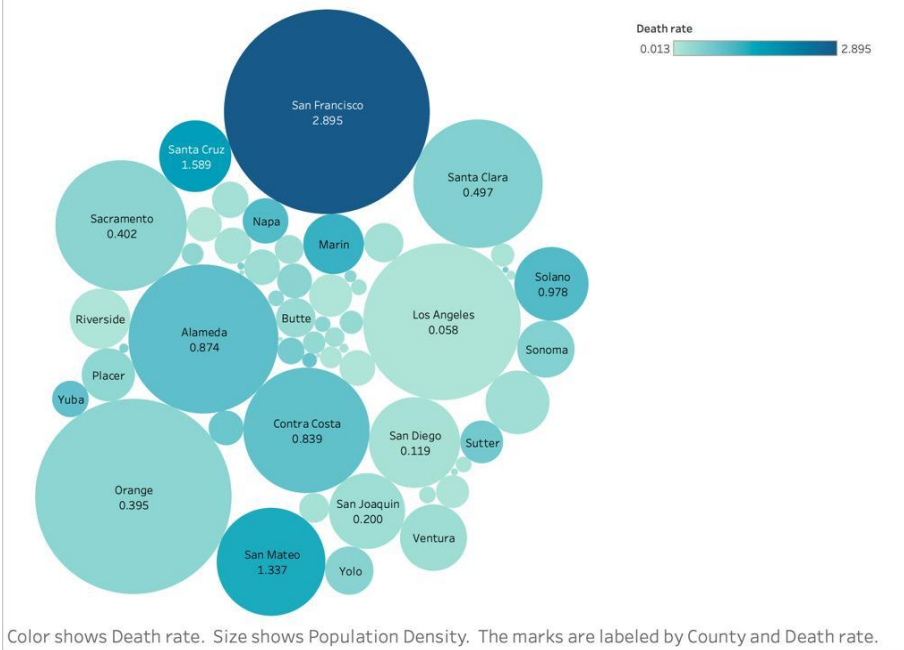 Death rate
0.013
2.895
San Francisco
2.895
Santa Cruz
1.589
Santa Clara
0.497
Sacramento
0.402
Napa
Marin
Solano
0.978
Riverside
Alameda
0.874
Butte
Los Angeles
0.058
Sonoma
Placer
Yuba
Contra Costa
0.839
San Diego
0.119
Sutter
Orange
0.395
San Joaquin
0.200
Ventura
San Mateo
1.337
Yolo
Color shows Death rate.  Size shows Population Density.  The marks are labeled by County and Death rate.